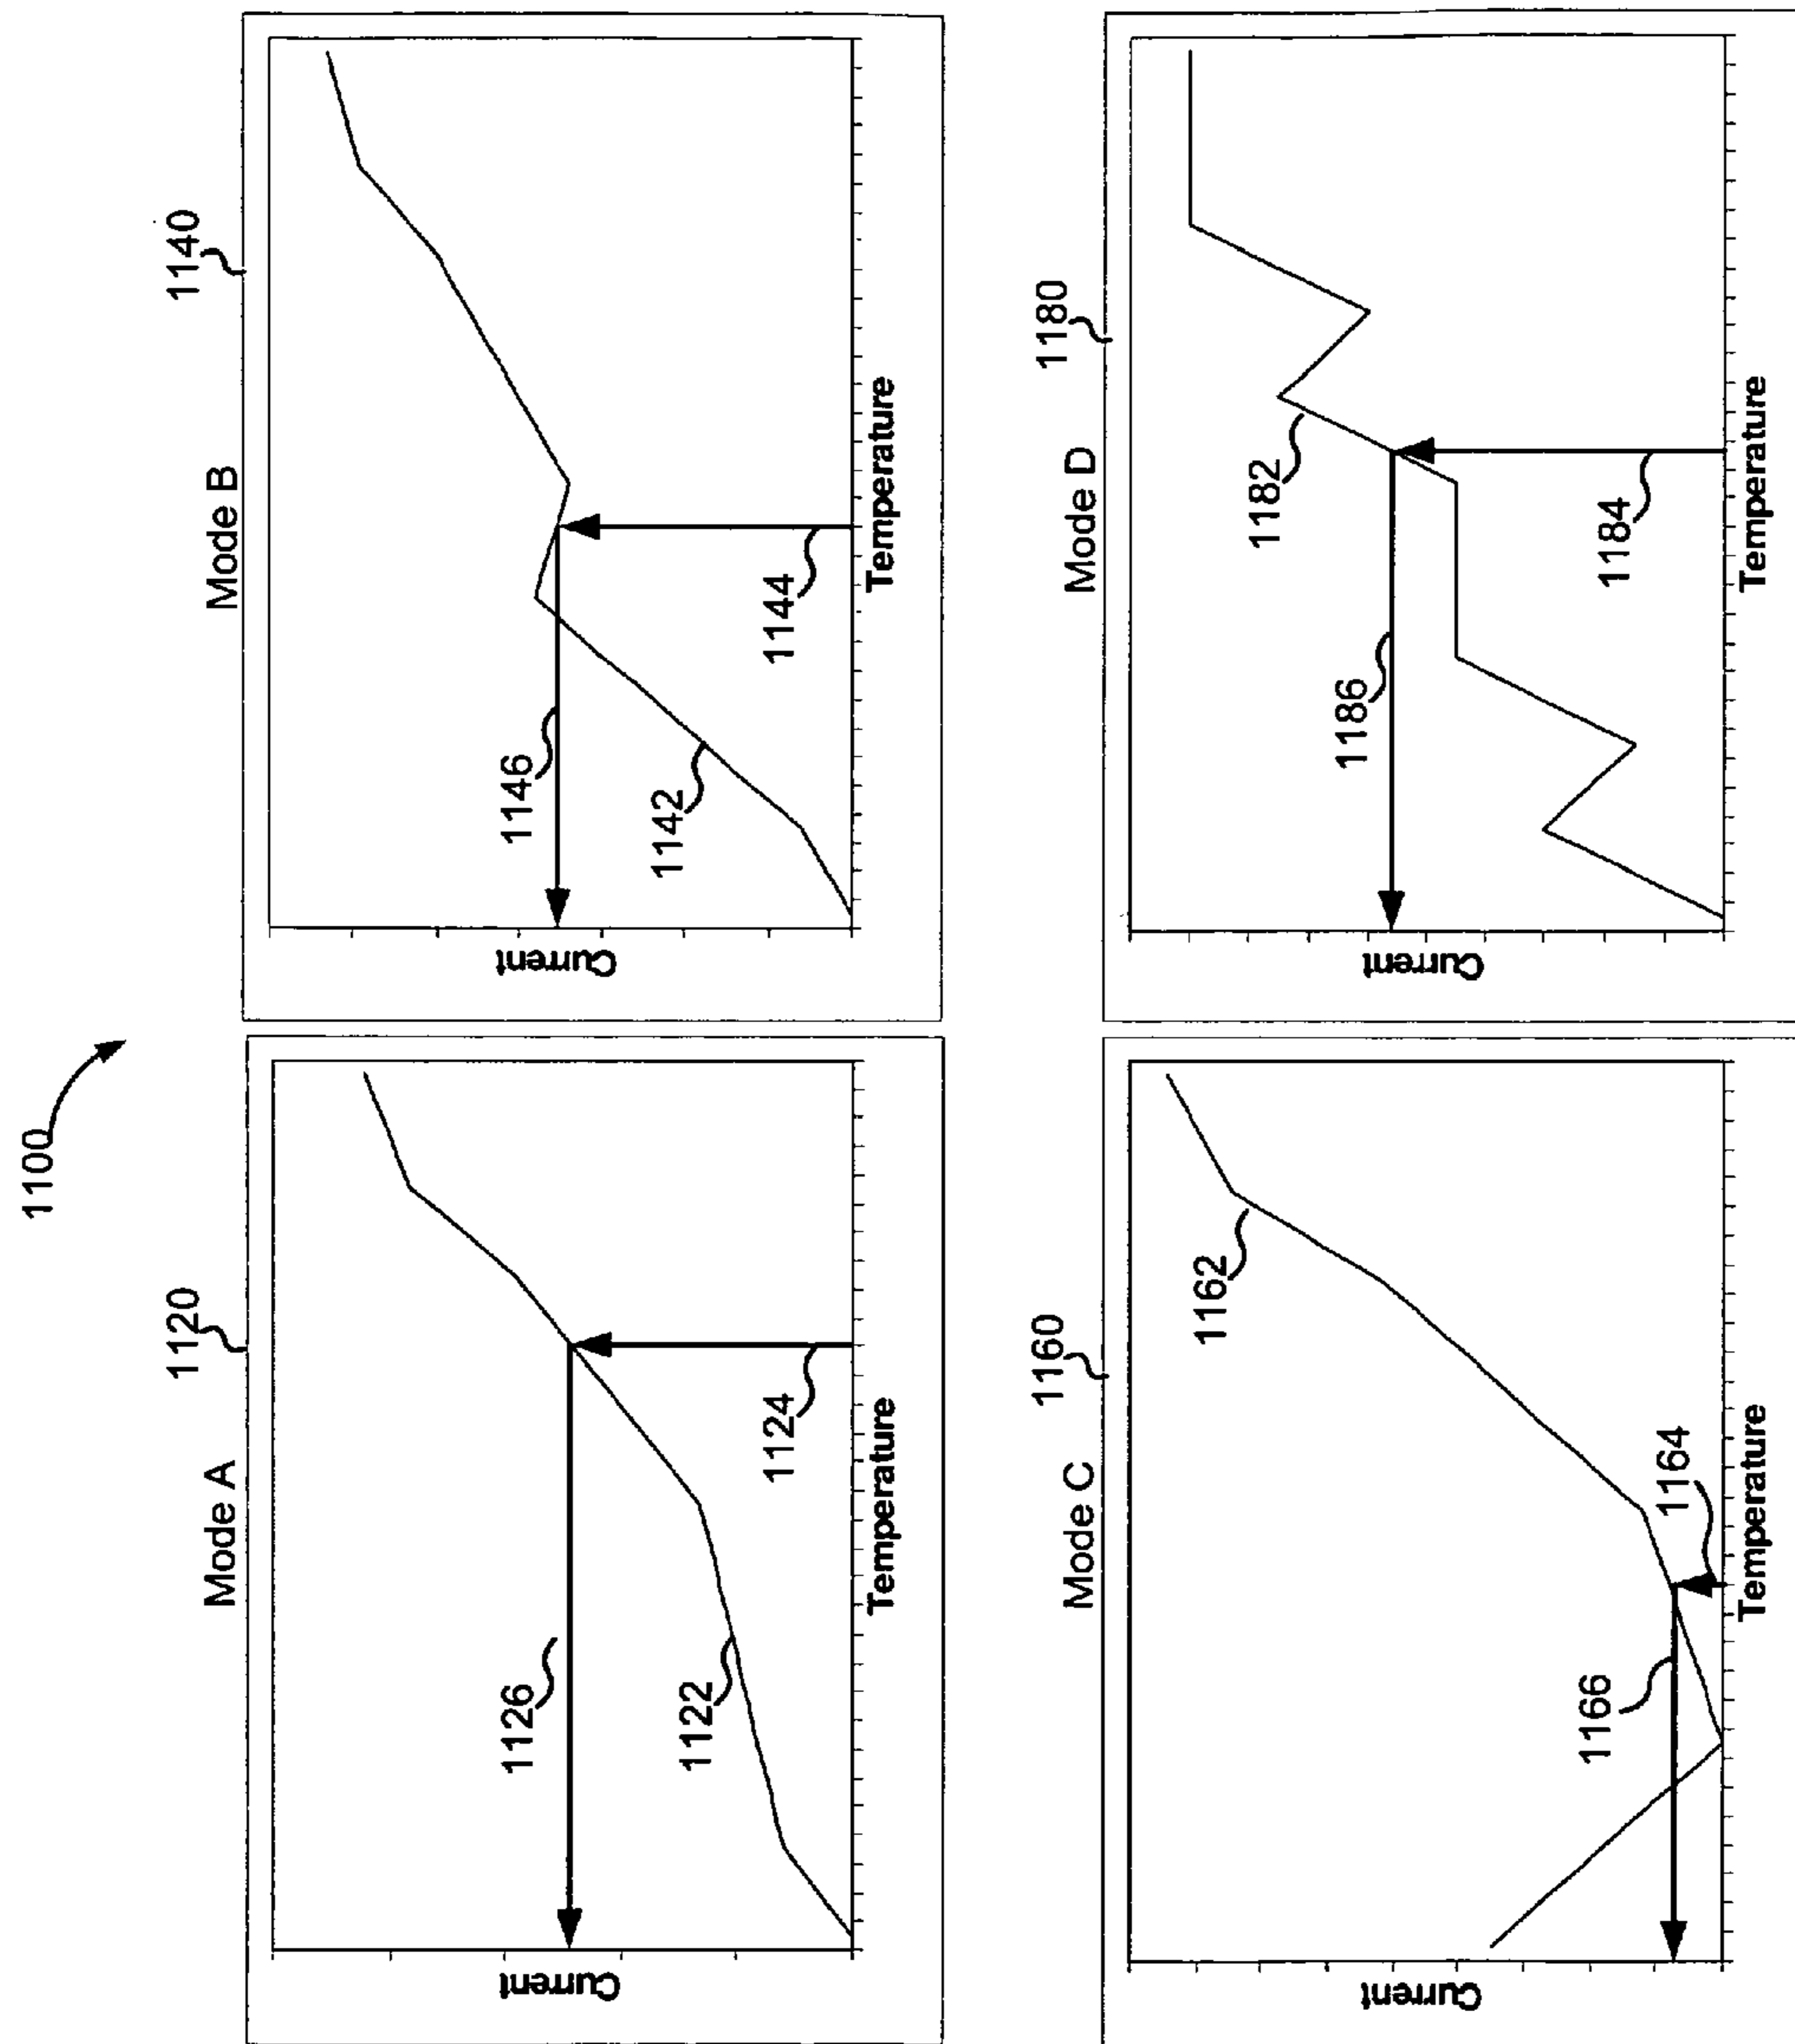 1100
1120
Mode A
1126
1122
1124
Current
Temperature
1140
Mode B
1146
1142
1144
Current
Temperature
1160
Mode C
1162
1166
1164
Current
Temperature
1180
Mode D
1182
1186
1184
Current
Temperature